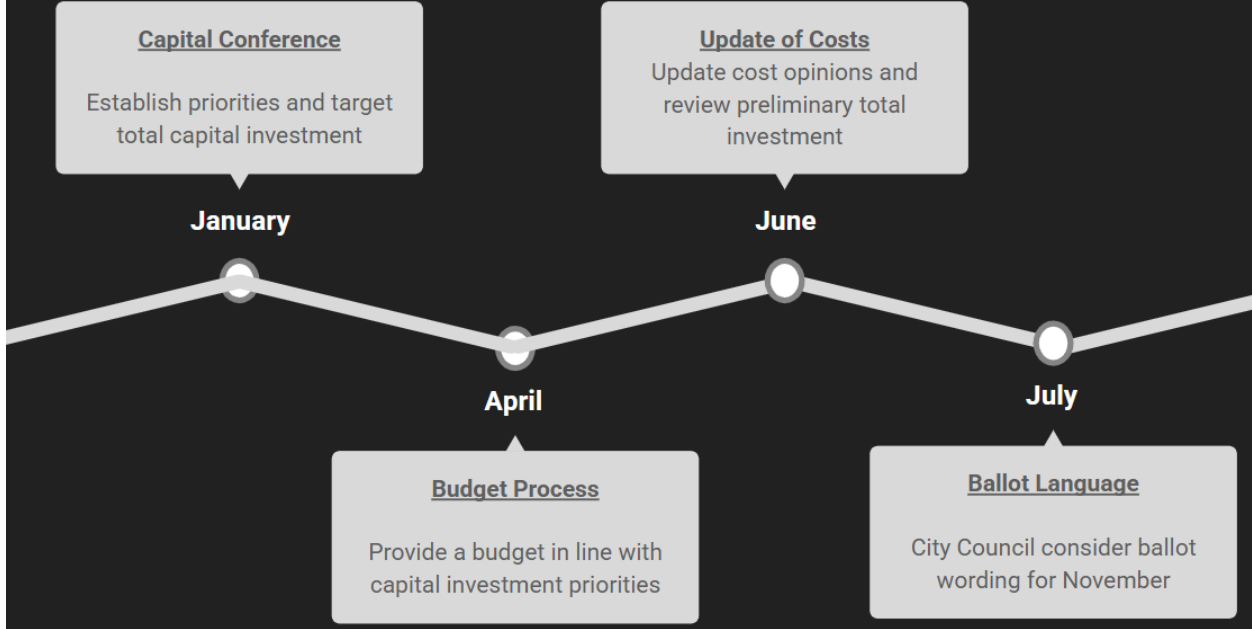 Capital Conference
Establish priorities and target
total capital investment
January
April
Budget Process
Provide a budget in line with
capital investment priorities
Update of Costs
Update cost opinions and
review preliminary total
investment
June
July
Ballot Language
City Council consider ballot
wording for November